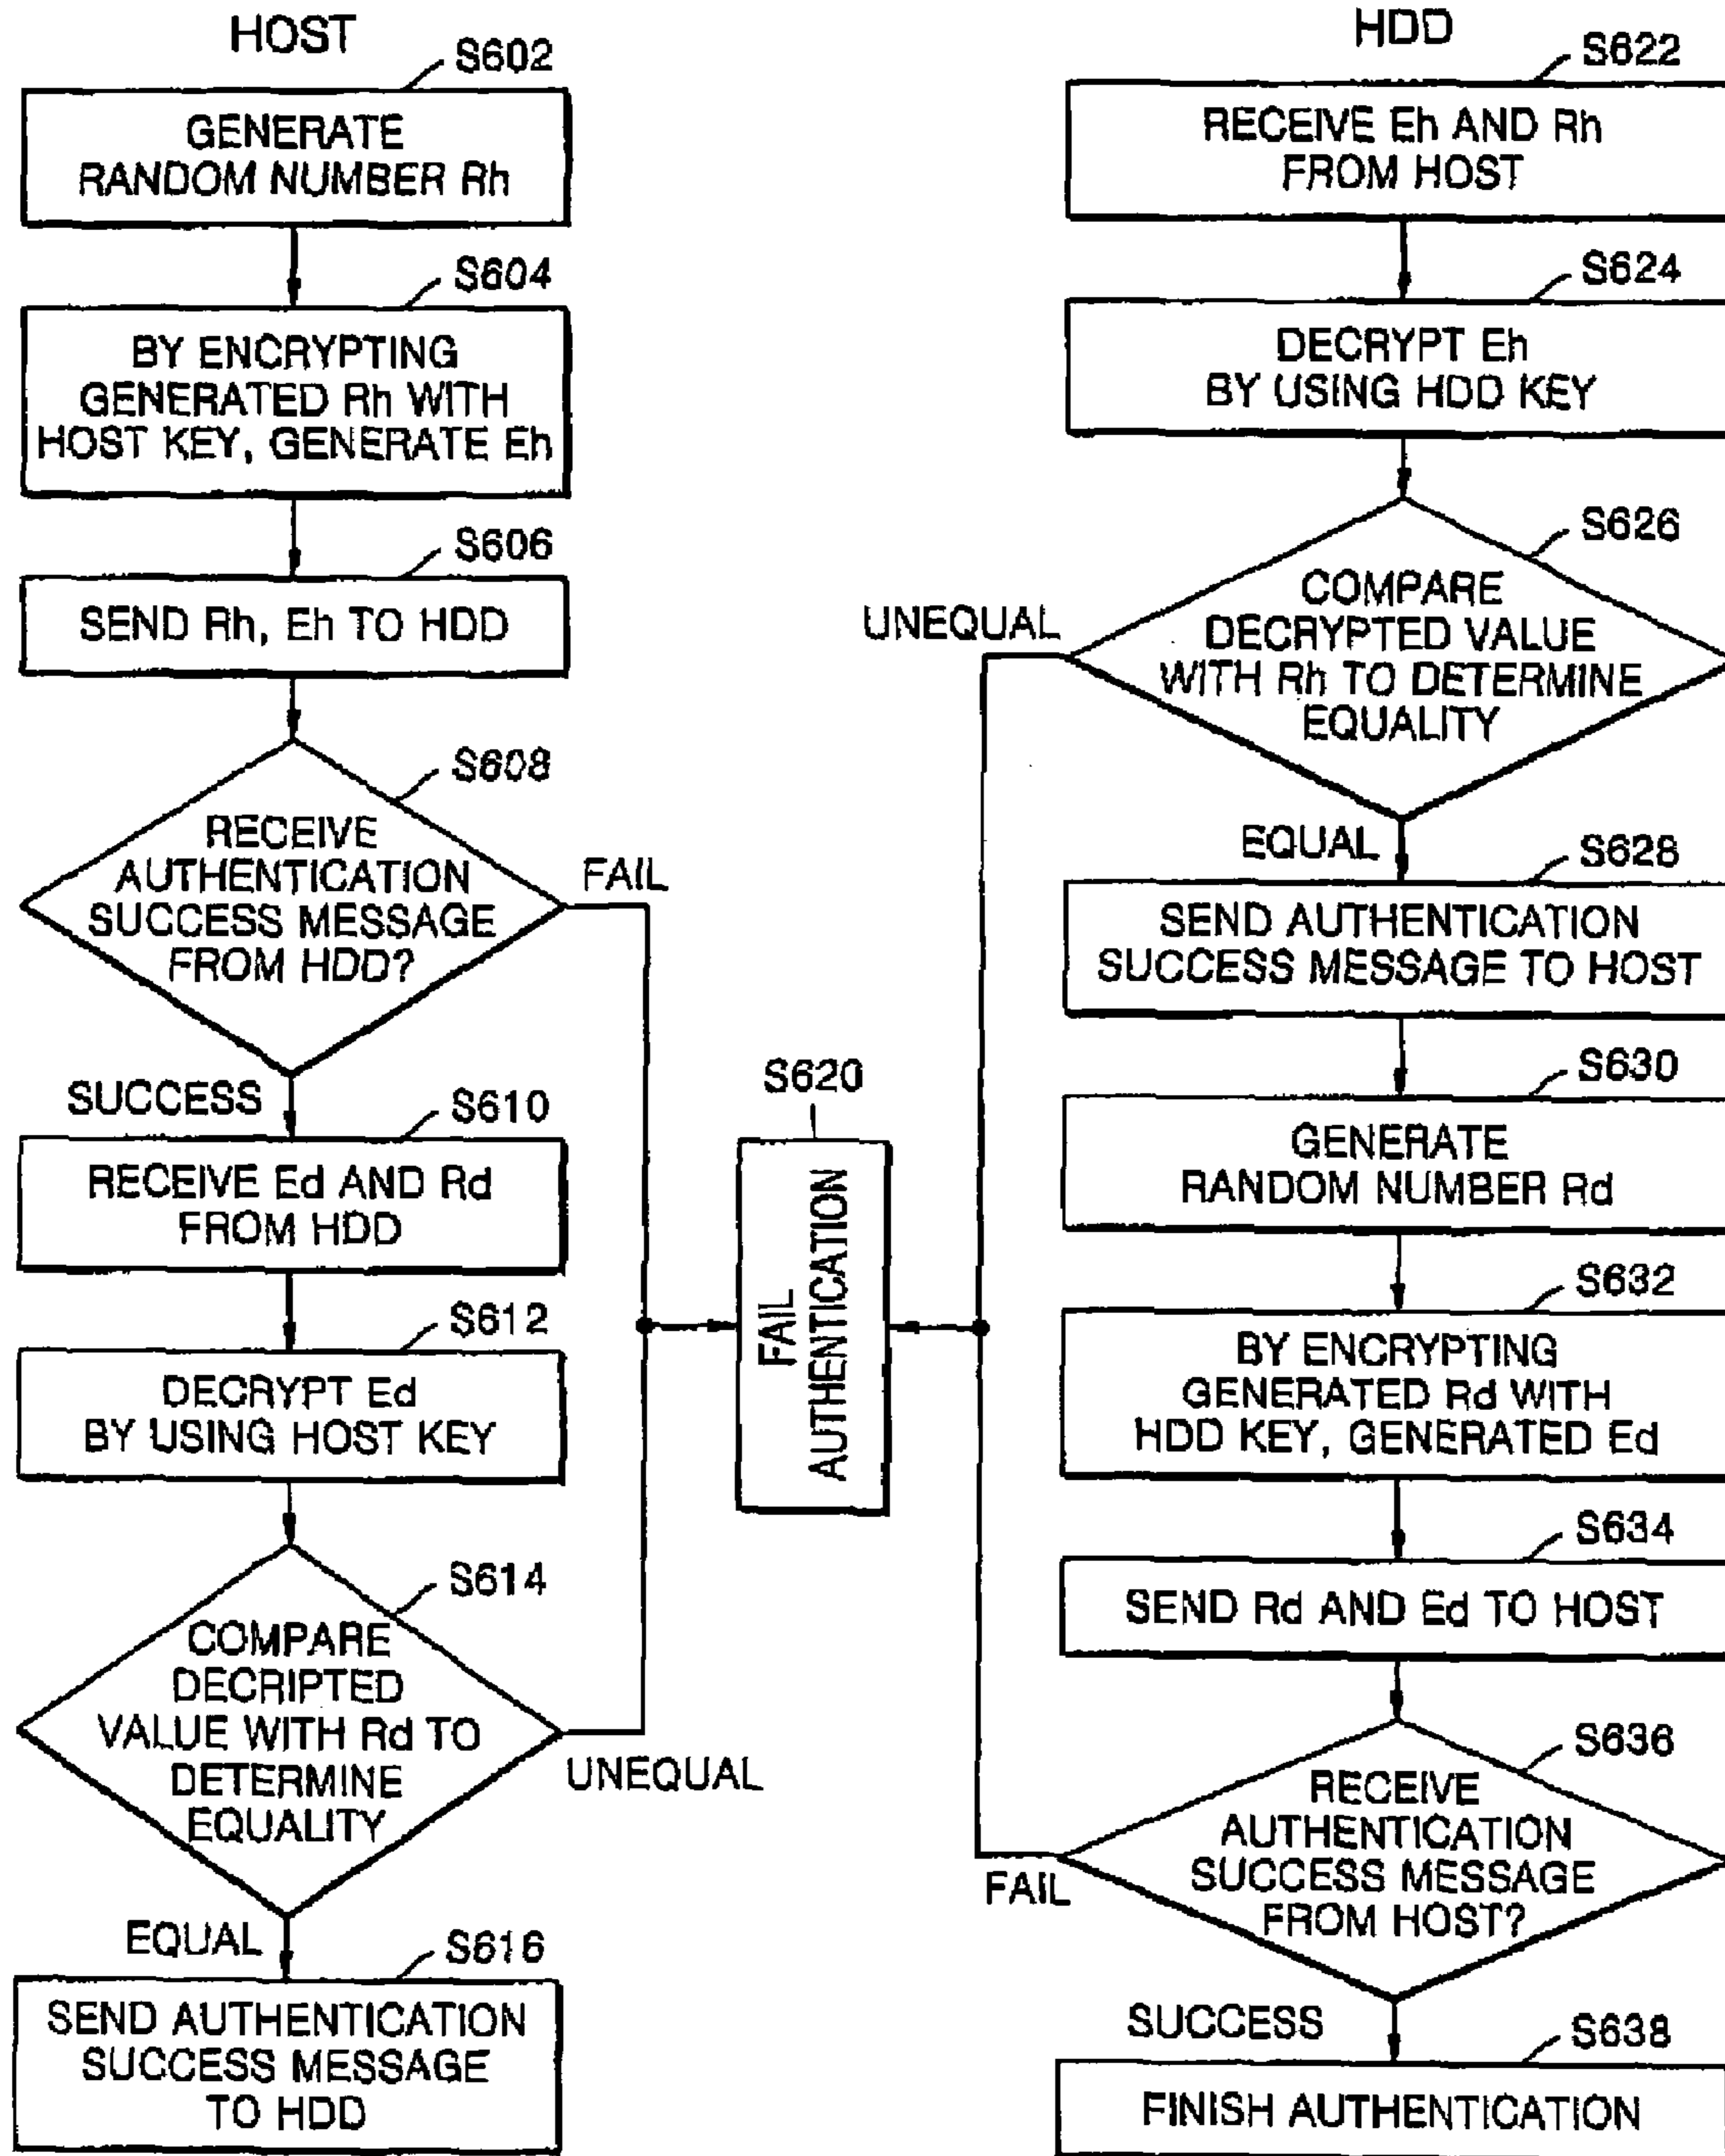 HOST
S602
GENERATE
RANDOM NUMBER Rh
S604
BY ENCRYPTING
GENERATED Rh WITH
HOST KEY, GENERATE Eh
S606
SEND Rh, Eh TO HDD
S608
RECEIVE
AUTHENTICATION
SUCCESS MESSAGE
FROM HDD?
FAIL
SUCCESS
S610
RECEIVE Ed AND Rd
FROM HDD
S612
DECRYPT Ed
BY USING HOST KEY
S614
COMPARE
DECRIPTED
VALUE WITH Rd TO
DETERMINE
EQUALITY
UNEQUAL
EQUAL
S616
SEND AUTHENTICATION
SUCCESS MESSAGE
TO HDD
S620
FAIL
AUTHENTICATION
HDD
S622
RECEIVE Eh AND Rh
FROM HOST
S624
DECRYPT Eh
BY USING HDD KEY
S626
COMPARE
DECRYPTED VALUE
WITH Rh TO DETERMINE
EQUALITY
UNEQUAL
EQUAL
S628
SEND AUTHENTICATION
SUCCESS MESSAGE TO HOST
S630
GENERATE
RANDOM NUMBER Rd
S632
BY ENCRYPTING
GENERATED Rd WITH
HDD KEY, GENERATED Ed
S634
SEND Rd AND Ed TO HOST
S636
RECEIVE
AUTHENTICATION
SUCCESS MESSAGE
FROM HOST?
FAIL
SUCCESS
S638
FINISH AUTHENTICATION